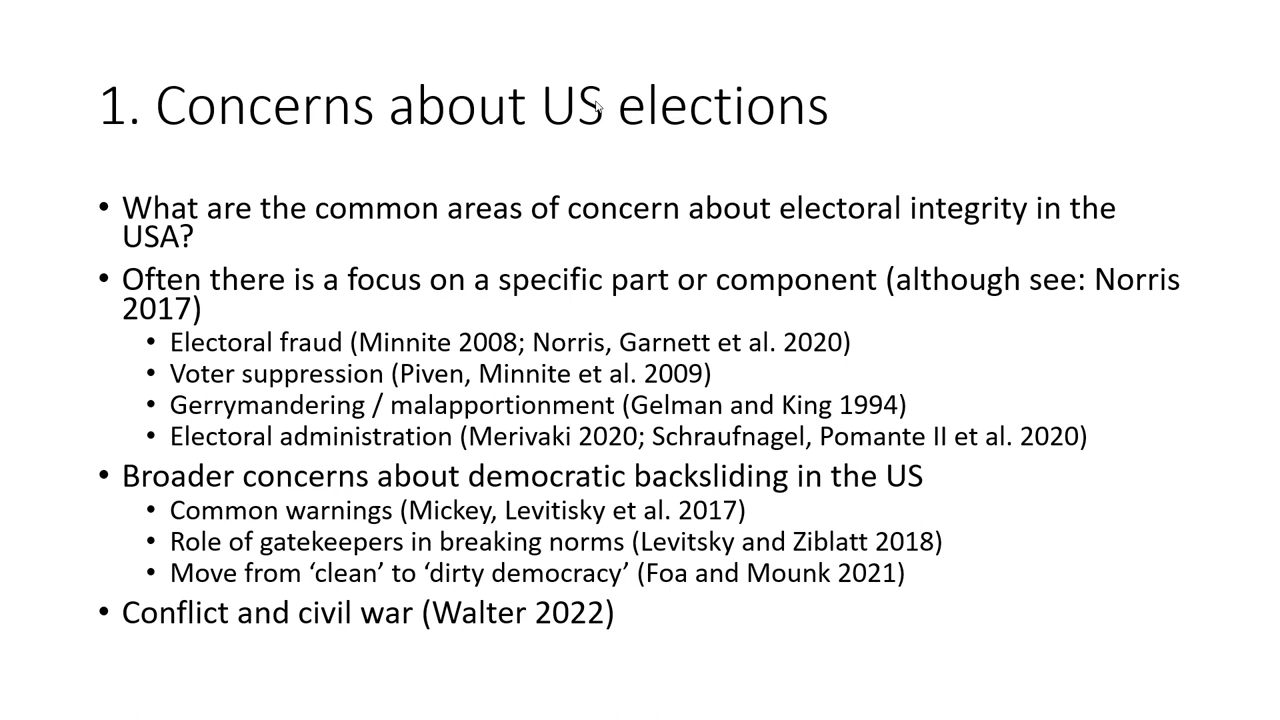 1. Concerns about US elections
• What are the common areas of concern about electoral integrity in the
USA?
• Often there is a focus on a specific part or component (although see: Norris
2017)
• Electoral fraud (Minnite 2008; Norris, Garnett et al. 2020)
• Voter suppression (Piven, Minnite et al. 2009)
• Gerrymandering / malapportionment (Gelman and King 1994)
• Electoral administration (Merivaki 2020; Schraufnagel, Pomante II et al. 2020)
• Broader concerns about democratic backsliding in the US
• Common warnings (Mickey, Levitisky et al. 2017)
• Role of gatekeepers in breaking norms (Levitsky and Ziblatt 2018)
• Move from ‘clean’ to ‘dirty democracy’ (Foa and Mounk 2021)
• Conflict and civil war (Walter 2022)